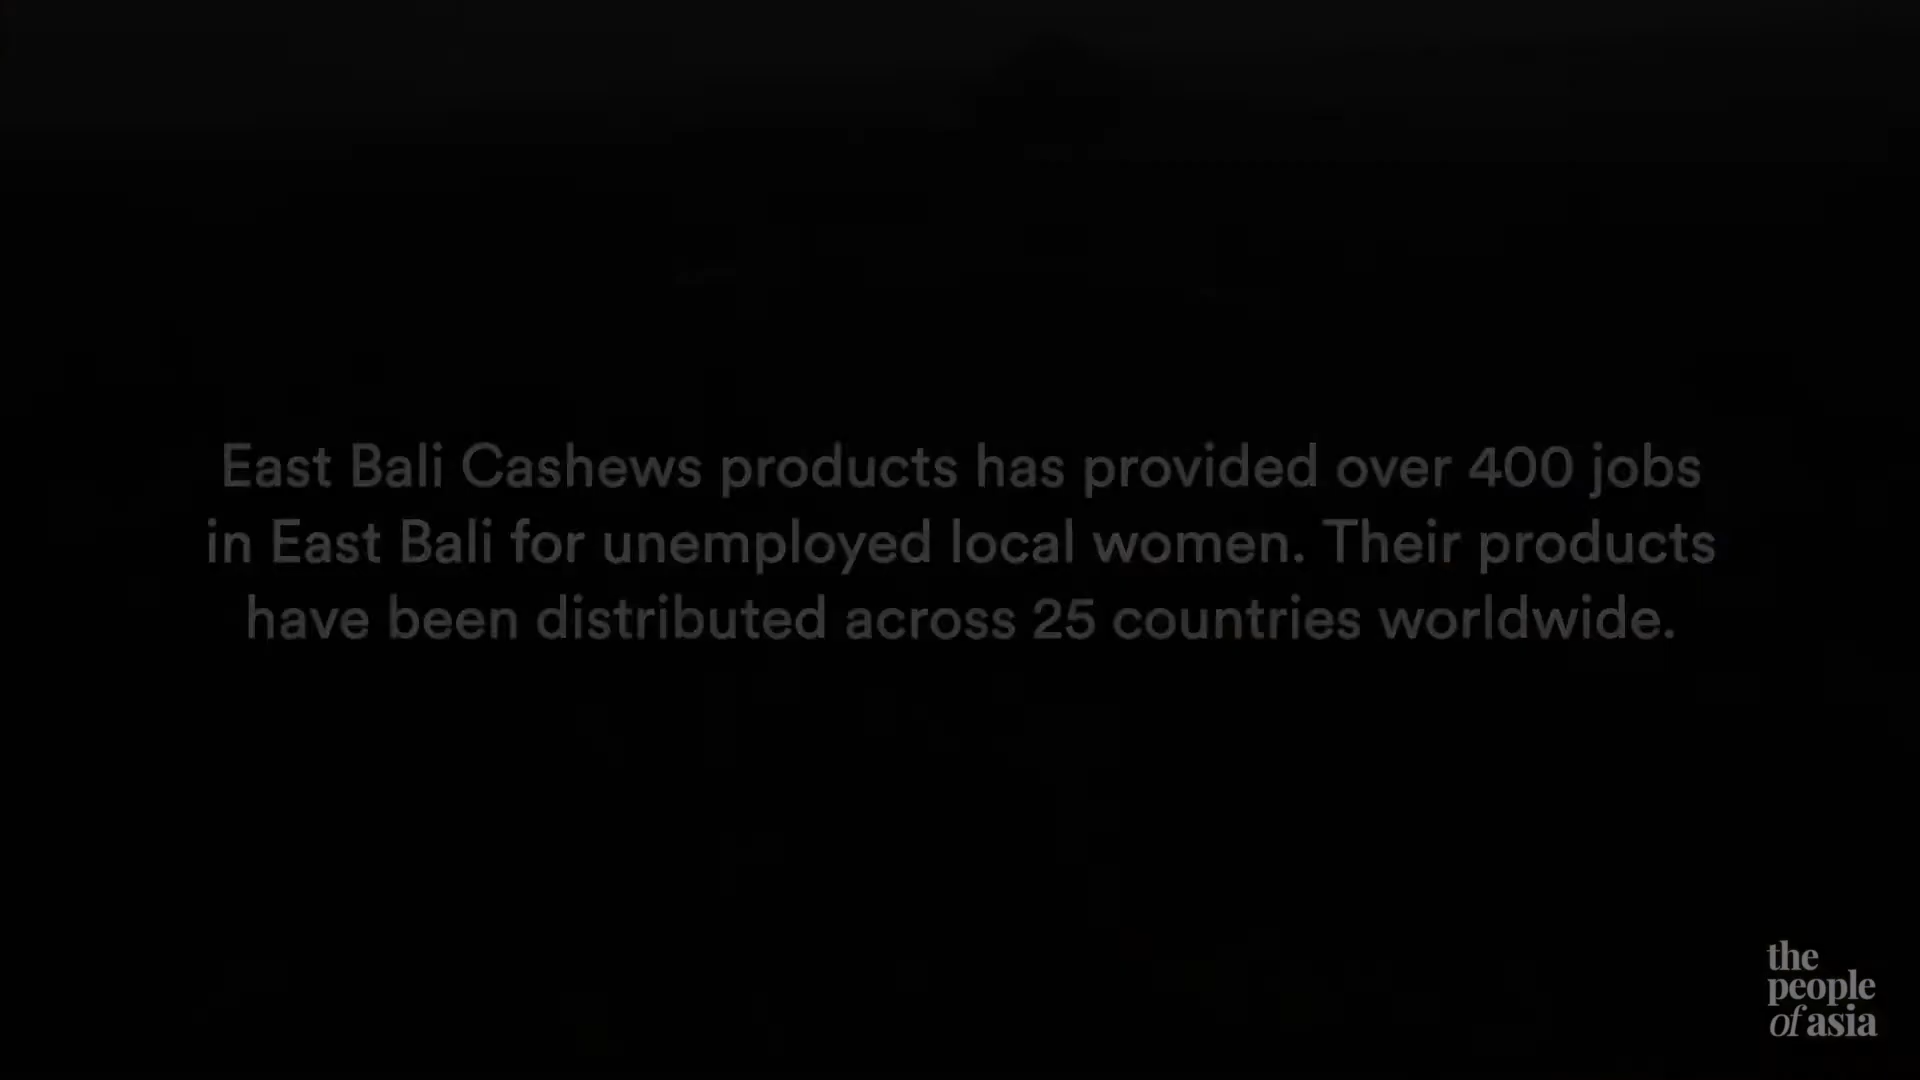 East Bali Cashews products has provided over 400 jobs
in East Bali for unemployed local women. Their products
have been distributed across 25 countries worldwide.
the
people
of asia